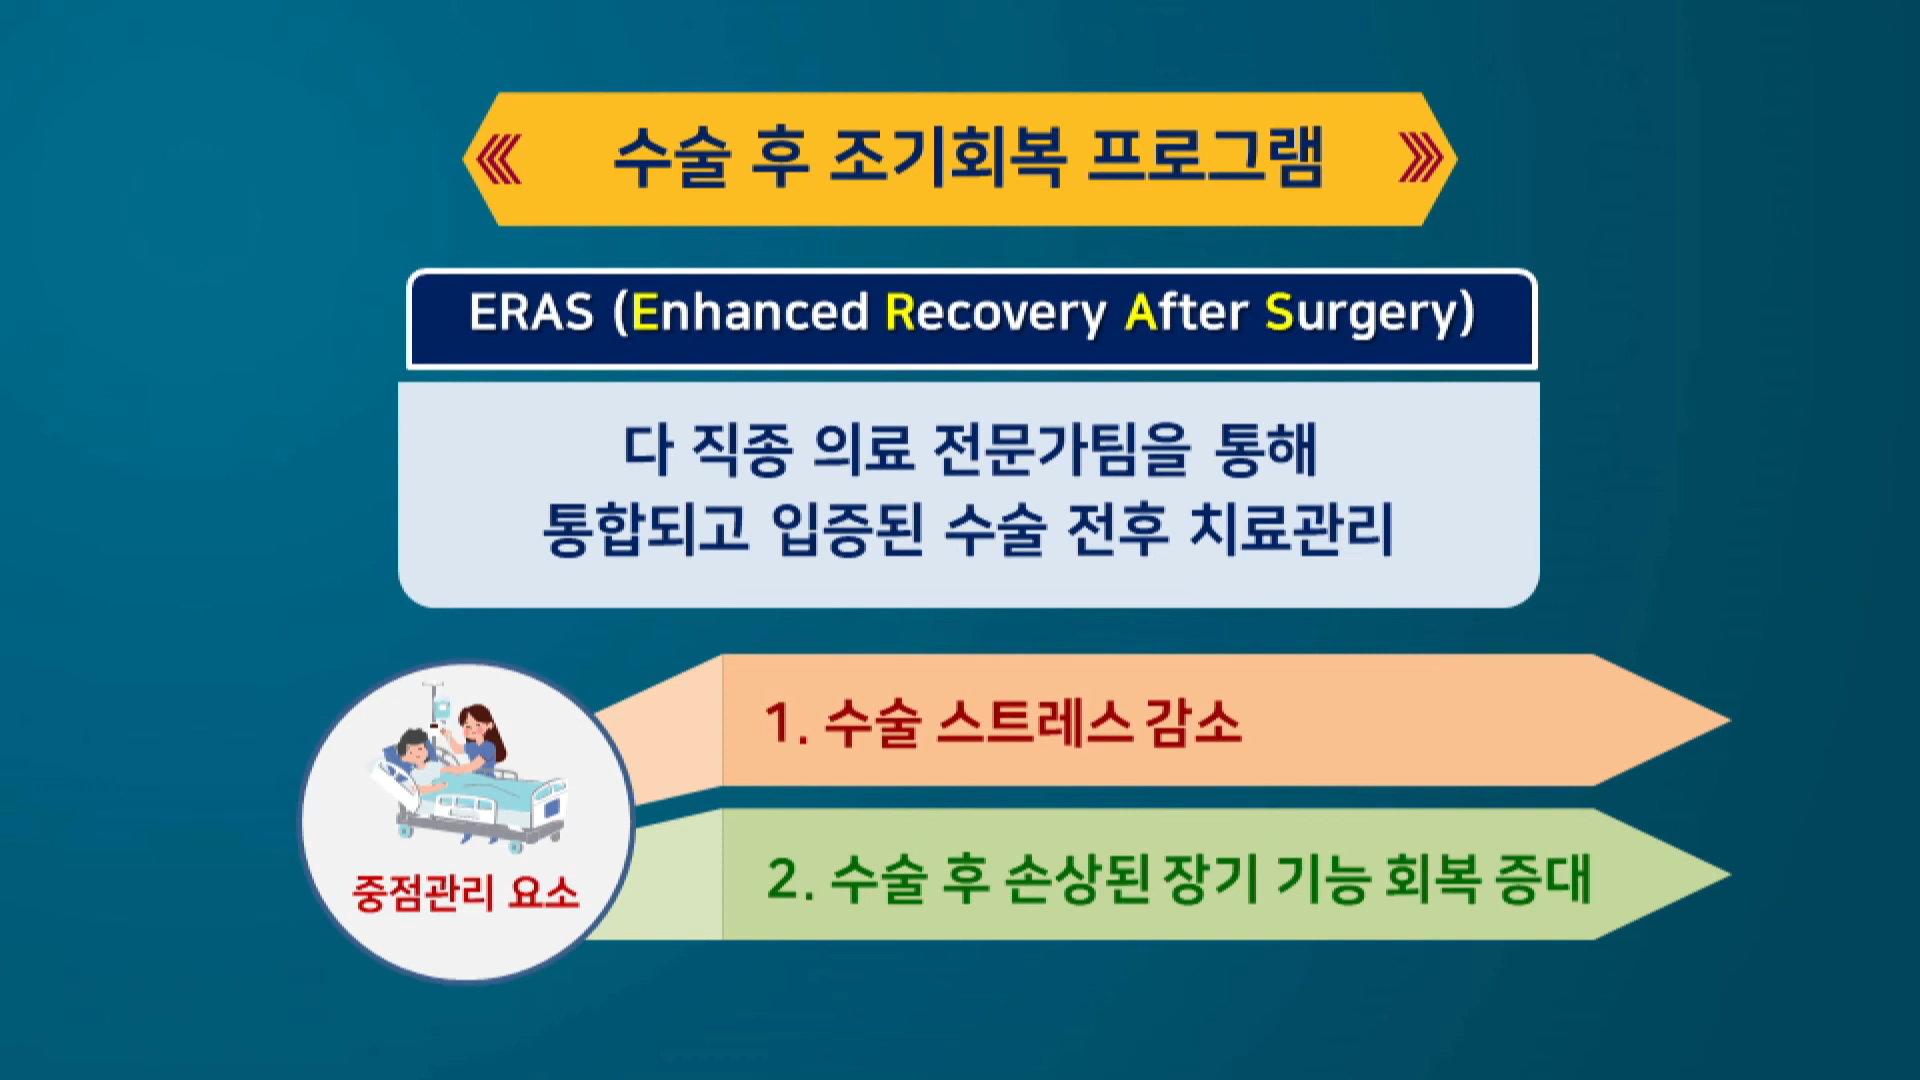 수술 후 조기회복 프로그램
ERAS (Enhanced Recovery After Surgery)
다 직종 의료 전문가팀을 통해
통합되고 입증된 수술 전후 치료관리
1. 수술 스트레스 감소
2. 수술 후 손상된 장기 기능 회복 증대
중점관리 요소